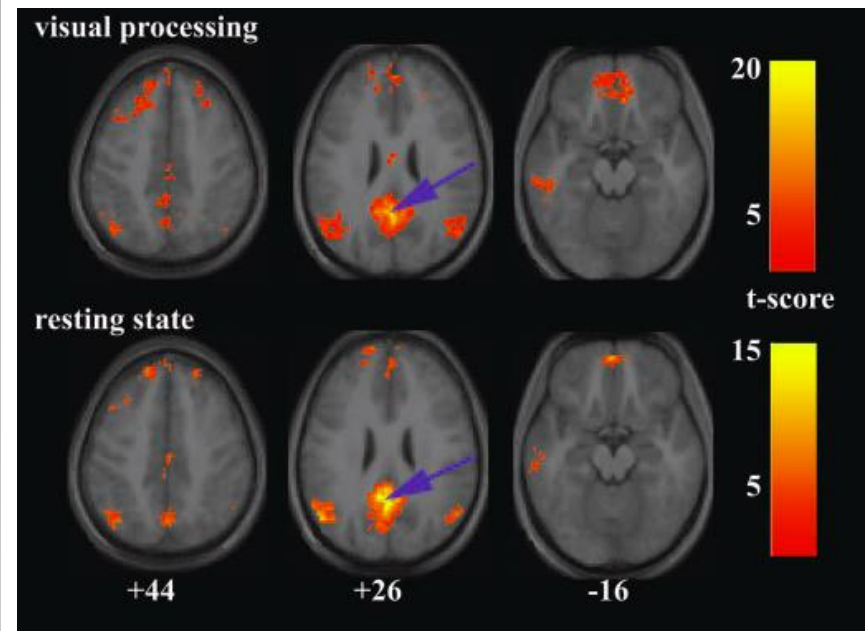 visual processing
20
5
t-score
resting state
15
5
+44
+26
-16